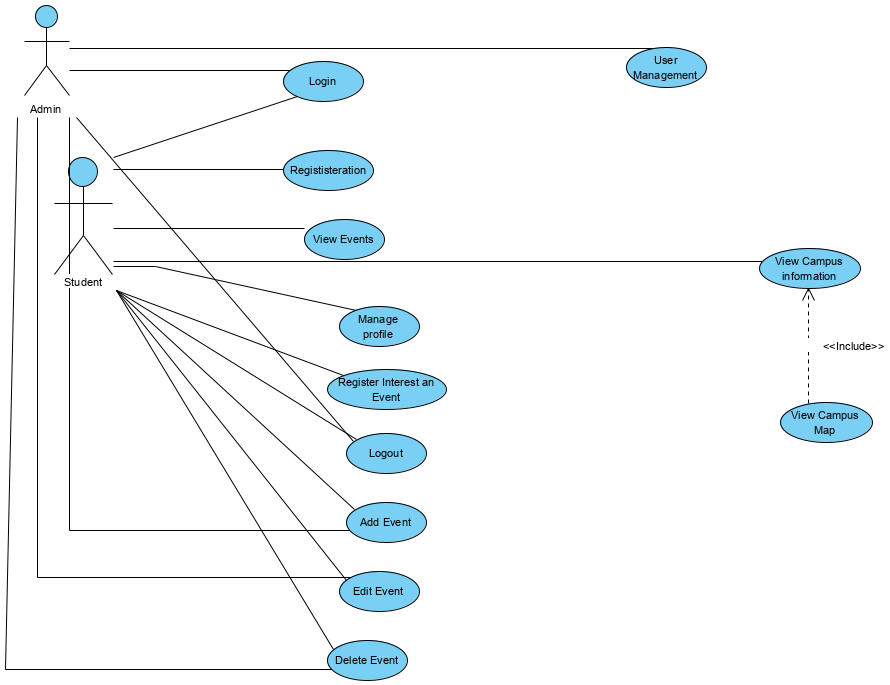 User
Management
Login
Admin
Regististeration
View Events
View Campus
information
Student
Manage
profile
<<Include>>
Register Interest an
Event
View Campus
Map
Logout
Add Event
Edit Event
Delete Event